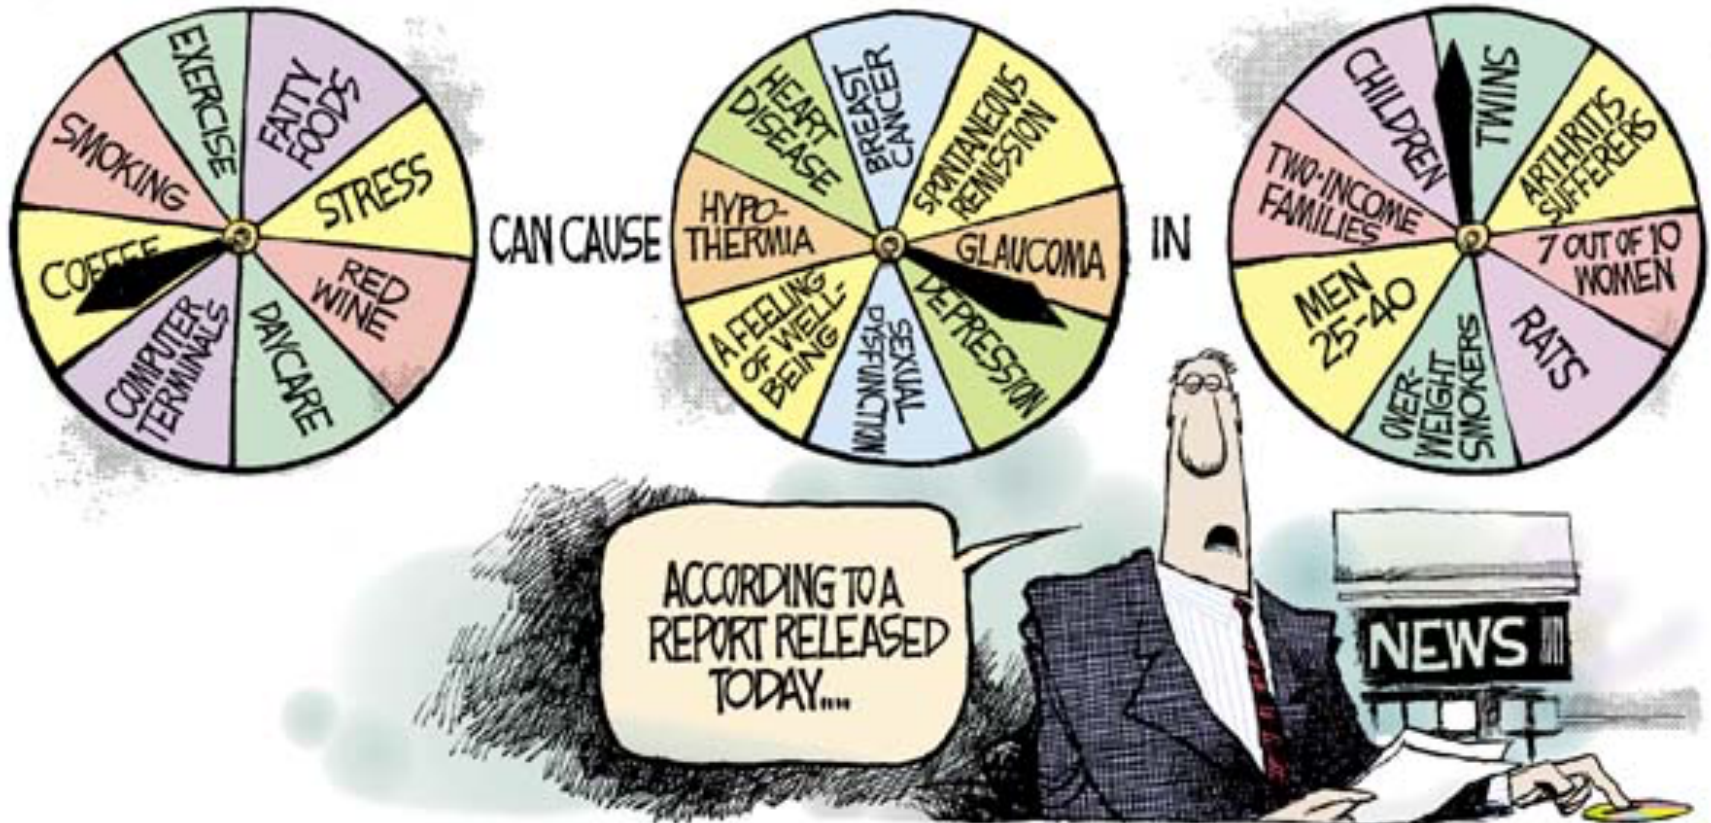 EXERCISE
FATTY
FOODS
STRESS
RED
WINE
DAYCARE
COMPUTER
TERMINALS
COFFEE
SMOKING
CAN CAUSE
BREAST
CANCER
SPONTANEOUS
REMISSION
GLAUCOMA
DEPRESSION
SEXUAL
DYSFUNCTION
A FEELING
OF WELL-
BEING
HYPO-
THERMIA
HEART
DISEASE
IN
TWINS
ARTHRITIS
SUFFERERS
7 OUT OF 10
WOMEN
RATS
OVER-
WEIGHT
SMOKERS
MEN
25-40
TWO-INCOME
FAMILIES
CHILDREN
ACCORDING TO A
REPORT RELEASED
TODAY...
NEWS